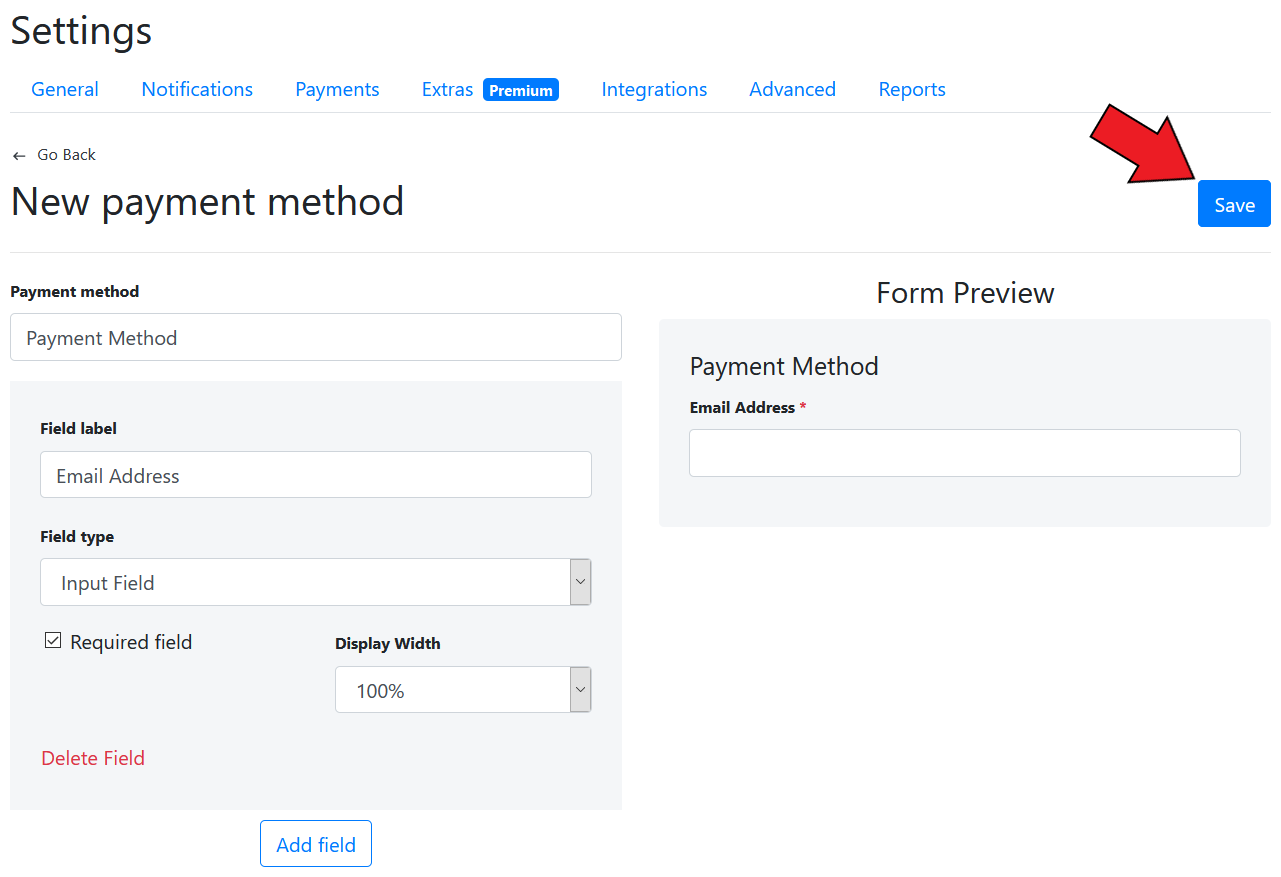 Settings
General Notifications Payments Extras Premium Integrations Advanced Reports
← Go Back
New payment method
Save
Payment method
Payment Method
Field label
Email Address
Field type
Input Field
Required field
Display Width
100%
Delete Field
Add field
Form Preview
Payment Method
Email Address *